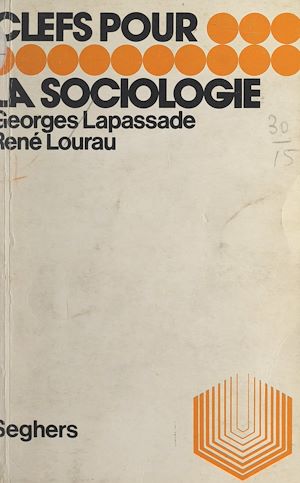 CLEFS POUR
LA SOCIOLOGIE
Georges Lapassade
René Lourau
30
15
Seghers